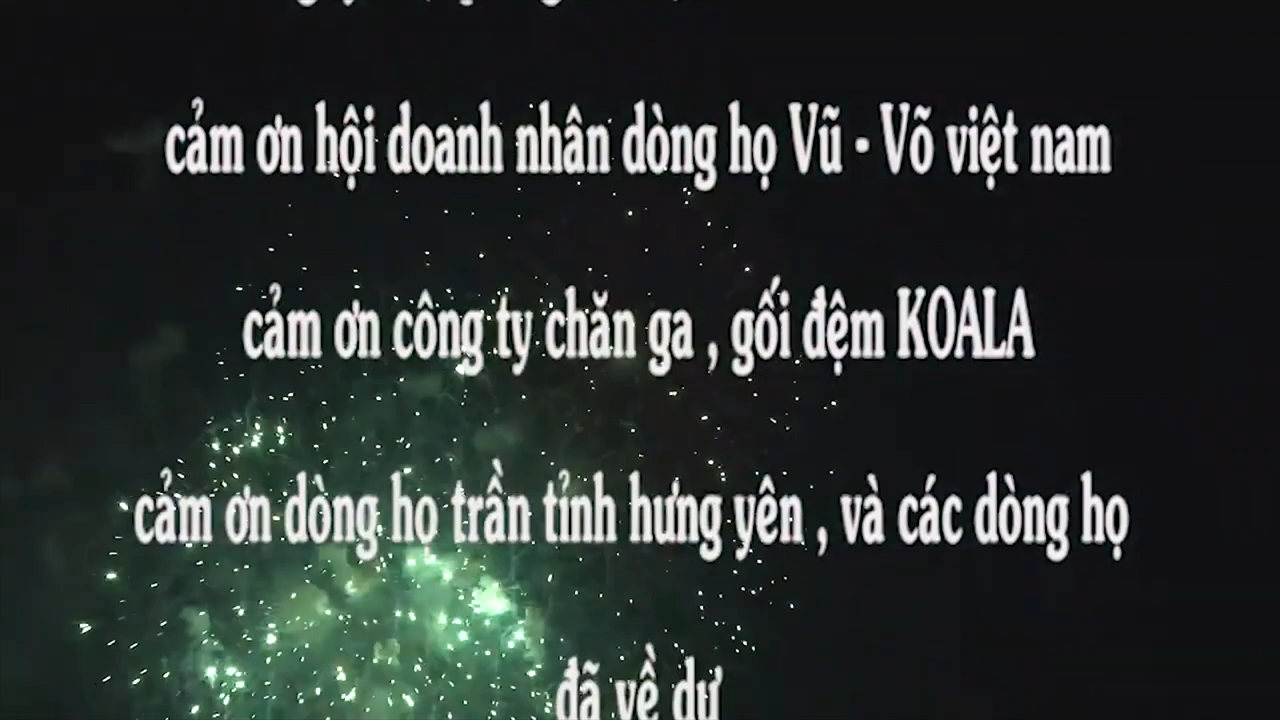 cảm ơn hội doanh nhân dòng họ Vũ - Võ việt nam
cảm ơn công ty chăn ga , gối đệm KOALA
cảm ơn dòng họ trần tỉnh hưng yên , và các dòng họ
đã về dự